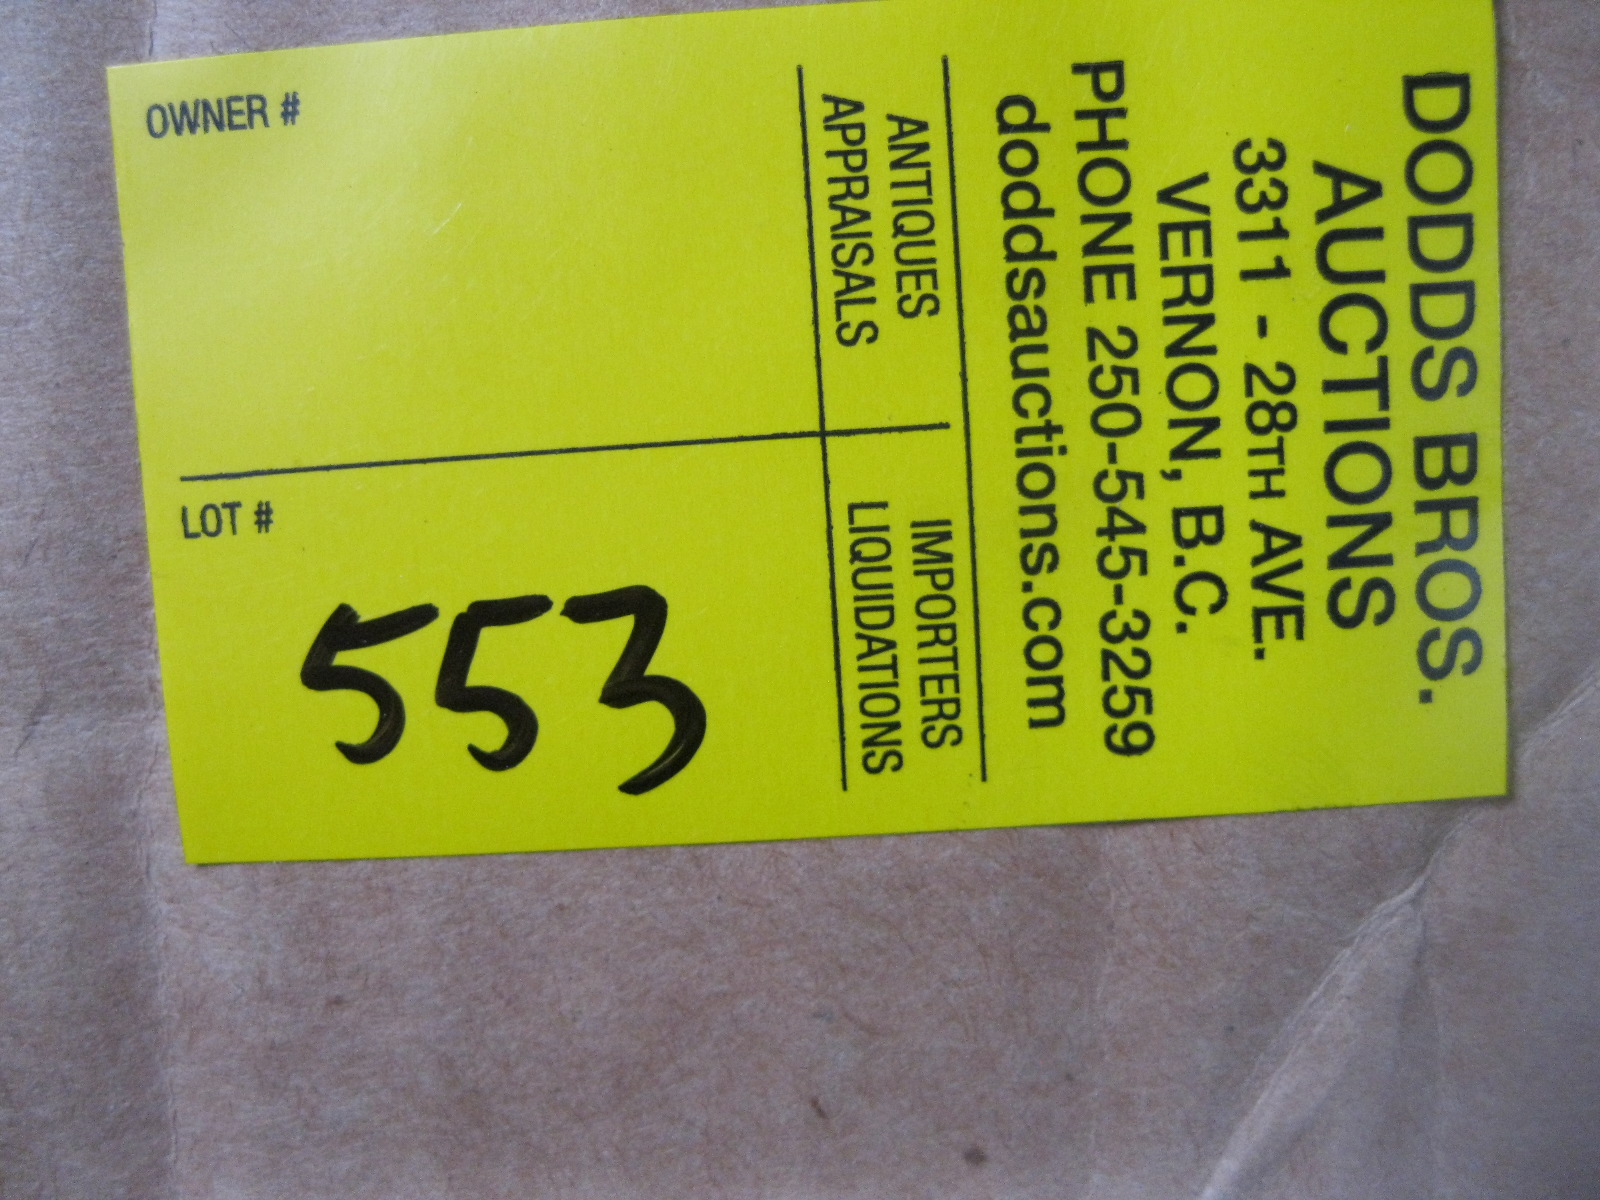 DODDS BROS.
AUCTIONS
3311 - 28TH AVE.
VERNON, B.C.
PHONE 250-545-3259
doddsauctions.com
ANTIQUES
APPRAISALS
IMPORTERS
LIQUIDATIONS
OWNER #
LOT #
553